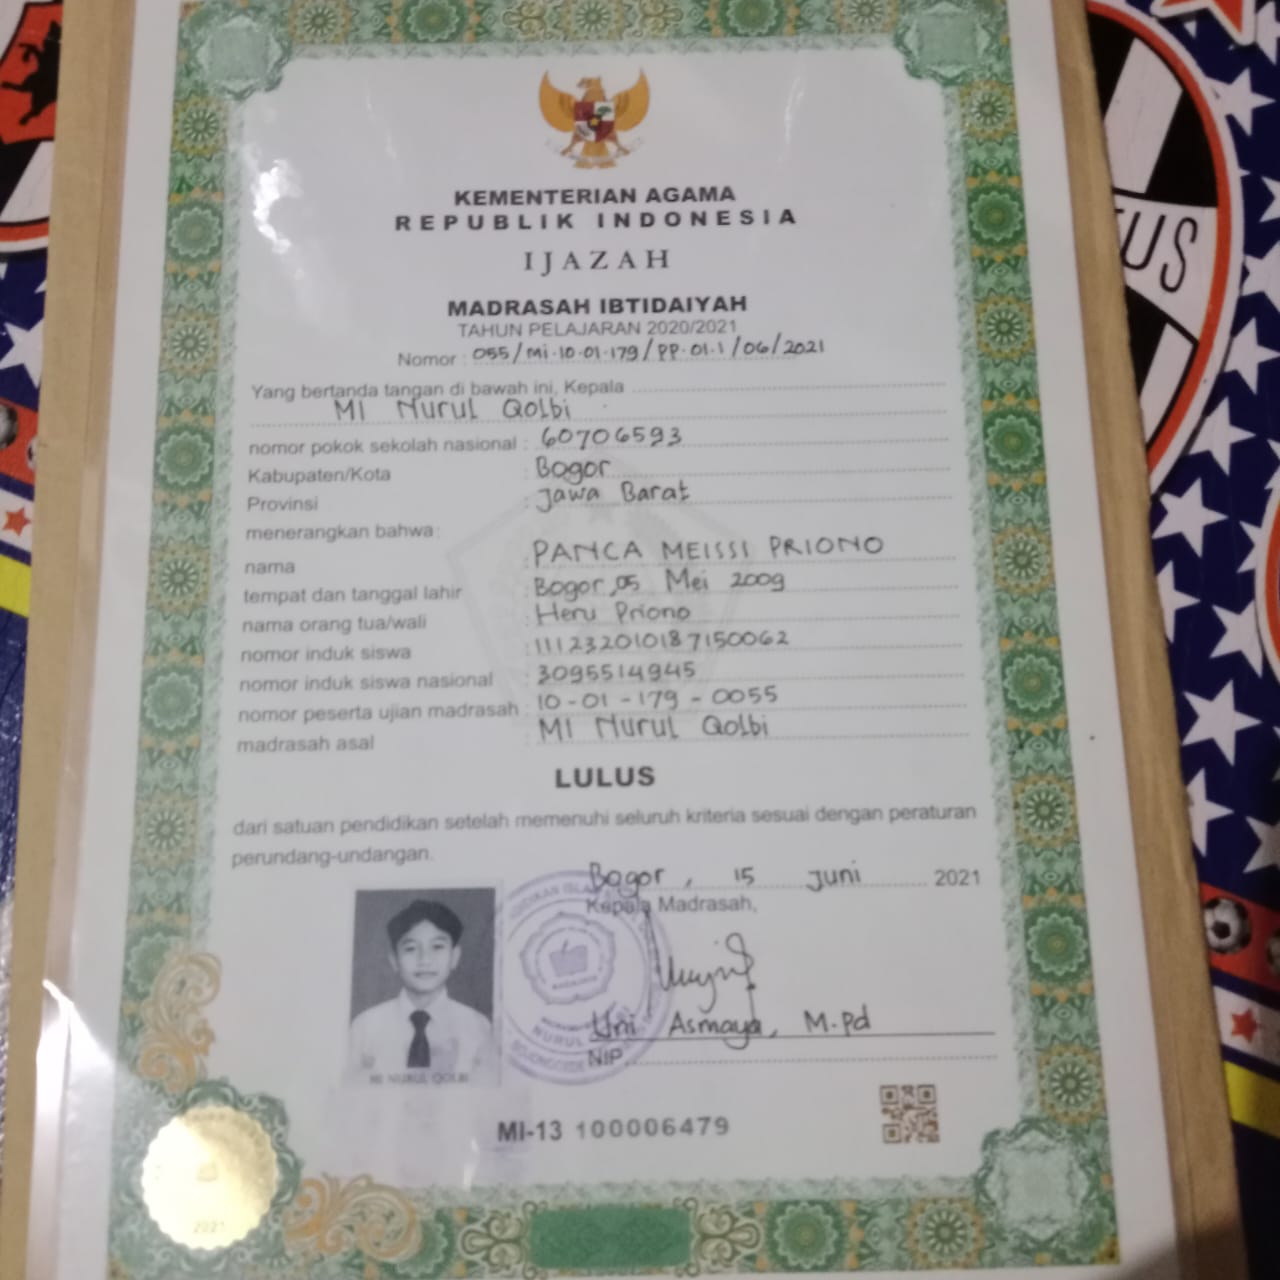 KEMENTERIAN AGAMA
REPUBLIK INDONESIA
IJAZAH
MADRASAH IBTIDAIYAH
TAHUN PELAJARAN 2020/2021
Nomor : 055/Mi.10.01.179/PP.01.1/06/2021
Yang bertanda tangan di bawah ini, Kepala
MI Nurul Qolbi
nomor pokok sekolah nasional : 60706593
Kabupaten/Kota : Bogor
Provinsi : Jawa Barat
menerangkan bahwa:
nama : PANCA MEISSI PRIONO
tempat dan tanggal lahir : Bogor, 05 Mei 2009
nama orang tua/wali : Heru Priono
nomor induk siswa : 111232010187150062
nomor induk siswa nasional : 3095514945
nomor peserta ujian madrasah : 10-01-179-0055
madrasah asal : MI Nurul Qolbi
LULUS
dari satuan pendidikan setelah memenuhi seluruh kriteria sesuai dengan peraturan
perundang-undangan.
Bogor, 15 Juni 2021
Kepala Madrasah,
Uni Asmaya, M.Pd
NIP.
MI NURUL QOLBI
MI-13 100006479
2021